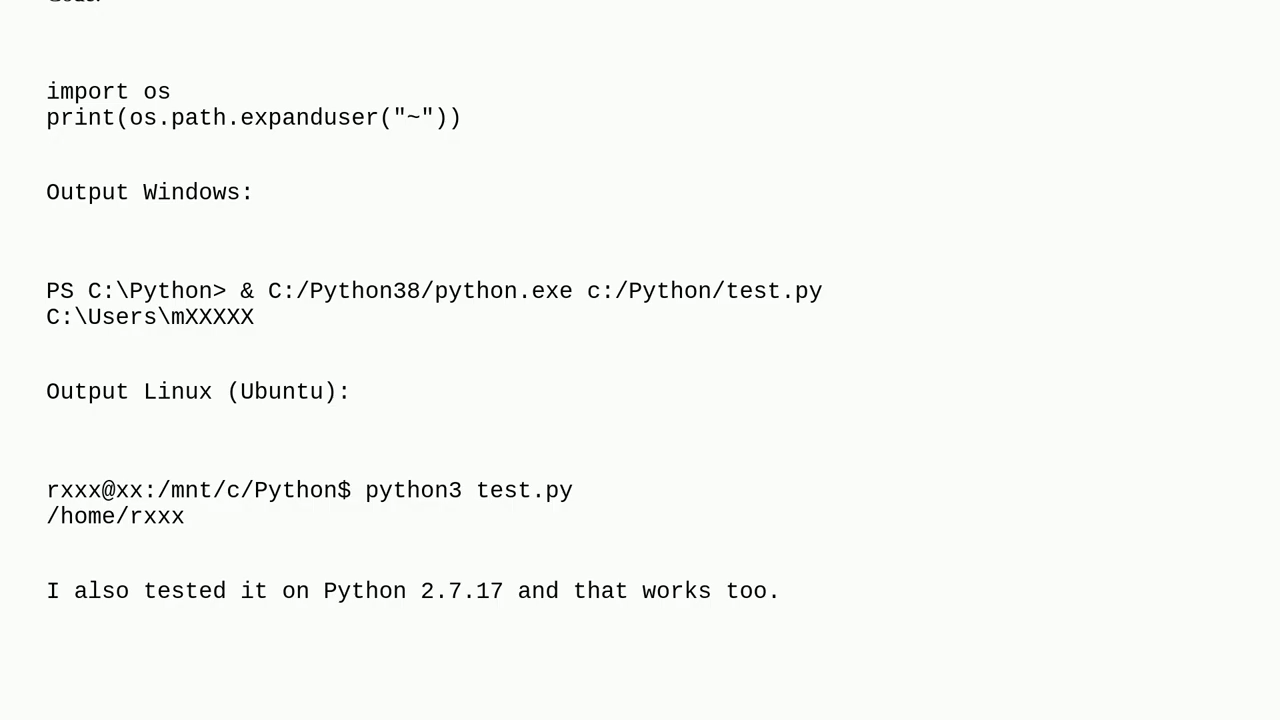 import os
print(os.path.expanduser("~"))
Output Windows:
PS C:\Python> & C:/Python38/python.exe c:/Python/test.py
C:\Users\mXXXXX
Output Linux (Ubuntu):
rxxx@xx:/mnt/c/Python$ python3 test.py
/home/rxxx
I also tested it on Python 2.7.17 and that works too.